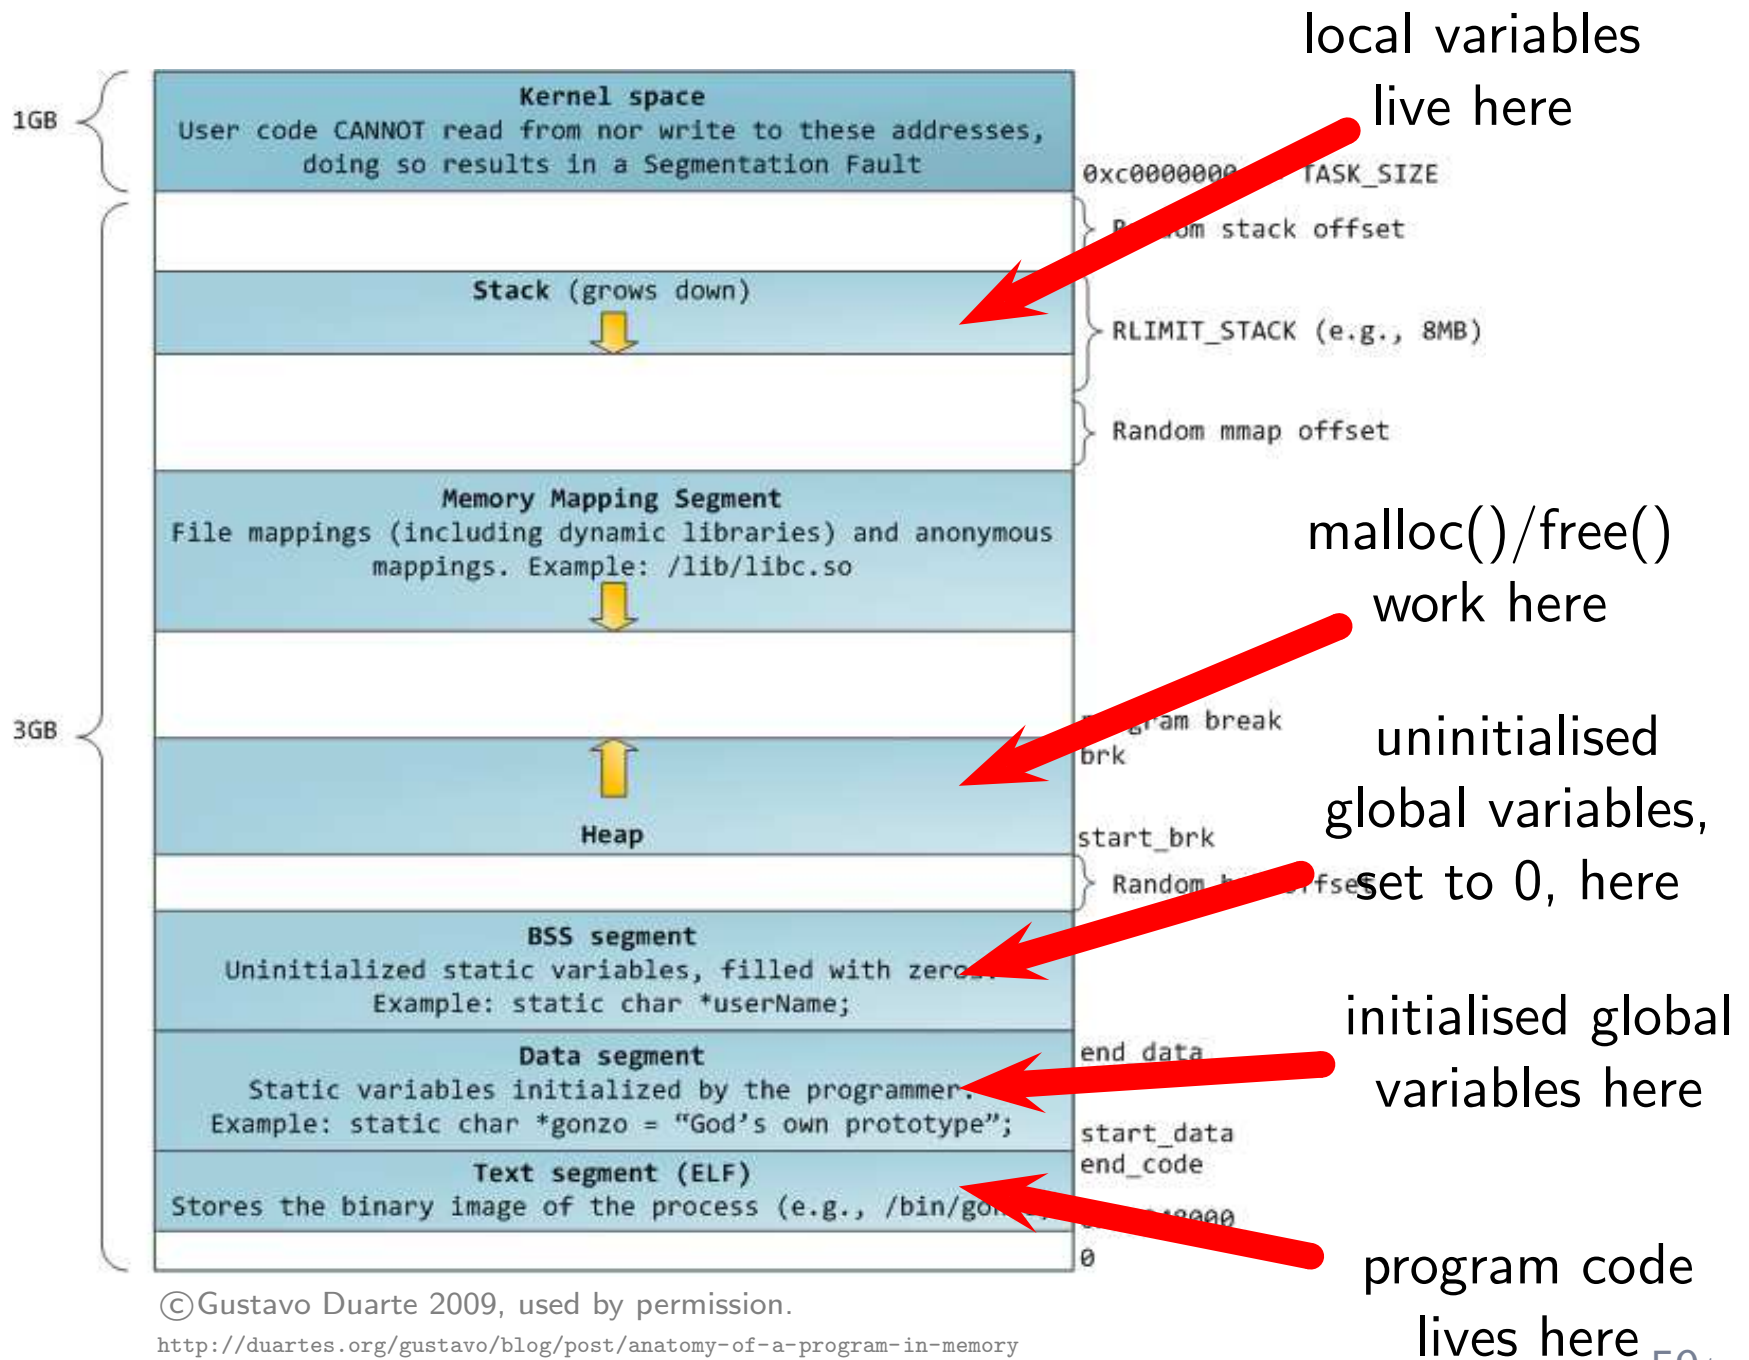 local variables
live here
1GB
Kernel space
User code CANNOT read from nor write to these addresses,
doing so results in a Segmentation Fault
0xc0000000 TASK_SIZE
stack offset
Stack (grows down)
RLIMIT_STACK (e.g., 8MB)
Random mmap offset
Memory Mapping Segment
File mappings (including dynamic libraries) and anonymous
mappings. Example: /lib/libc.so
malloc()/free()
work here
3GB
break
brk
Heap
start_brk
Random
uninitialised
global variables,
set to 0, here
BSS segment
Uninitialized static variables, filled with
Example: static char *userName;
Data segment
Static variables initialized by the programmer.
Example: static char *gonzo = “God’s own prototype”;
end_data
start_data
initialised global
variables here
Text segment (ELF)
Stores the binary image of the process (e.g.,
end_code
0
program code
lives here
©Gustavo Duarte 2009, used by permission.
http://duartes.org/gustavo/blog/post/anatomy-of-a-program-in-memory